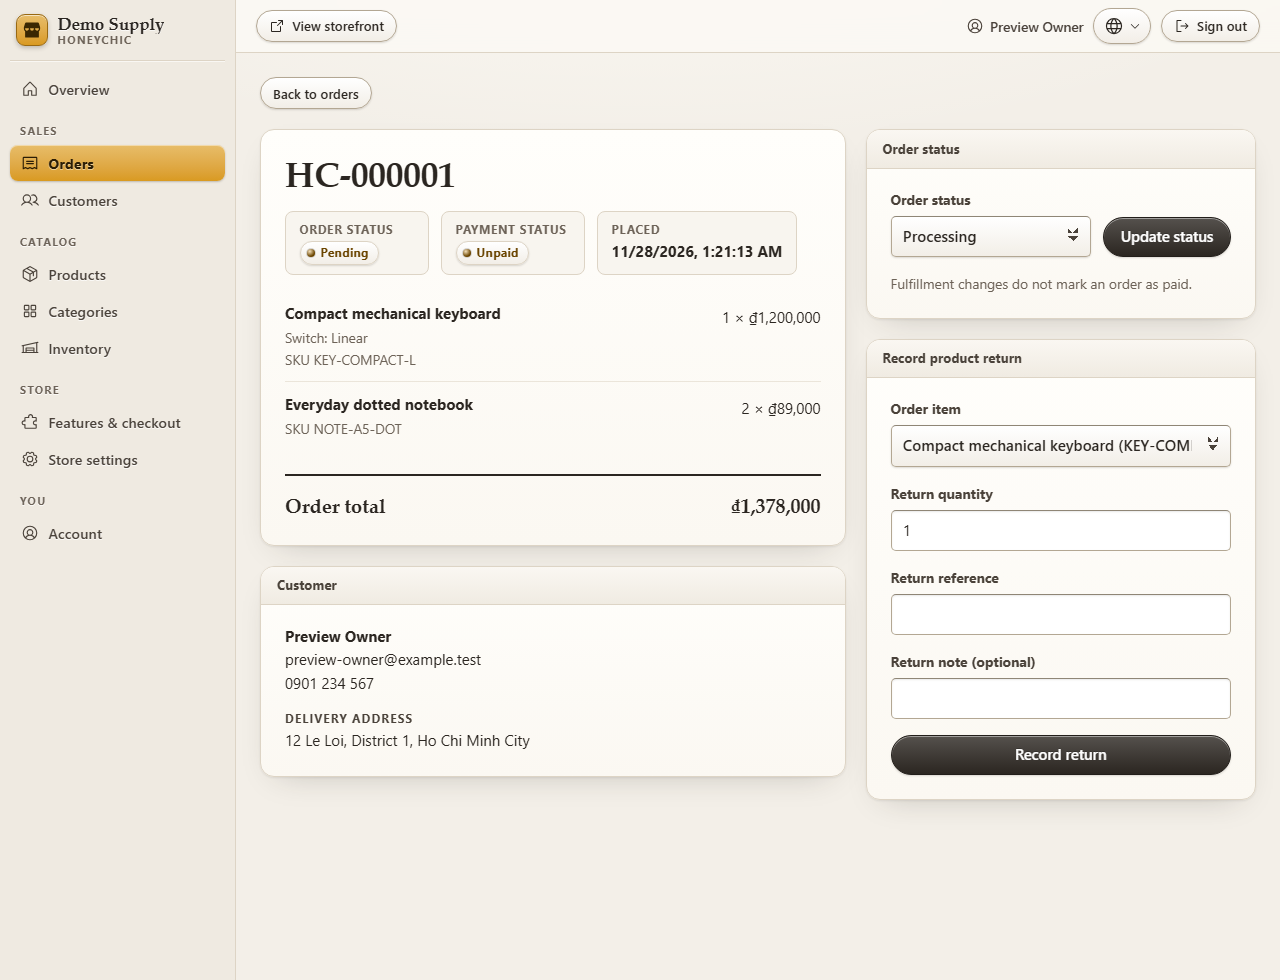 Demo Supply
HONEYCHIC
View storefront
Preview Owner
Sign out
Overview
SALES
Orders
Customers
CATALOG
Products
Categories
Inventory
STORE
Features & checkout
Store settings
YOU
Account
Back to orders
HC-000001
ORDER STATUS
Pending
PAYMENT STATUS
Unpaid
PLACED
11/28/2026, 1:21:13 AM
Compact mechanical keyboard
1 × ₫1,200,000
Switch: Linear
SKU KEY-COMPACT-L
Everyday dotted notebook
2 × ₫89,000
SKU NOTE-A5-DOT
Order total
₫1,378,000
Customer
Preview Owner
preview-owner@example.test
0901 234 567
DELIVERY ADDRESS
12 Le Loi, District 1, Ho Chi Minh City
Order status
Order status
Processing
Update status
Fulfillment changes do not mark an order as paid.
Record product return
Order item
Compact mechanical keyboard (KEY-COM
Return quantity
1
Return reference
Return note (optional)
Record return